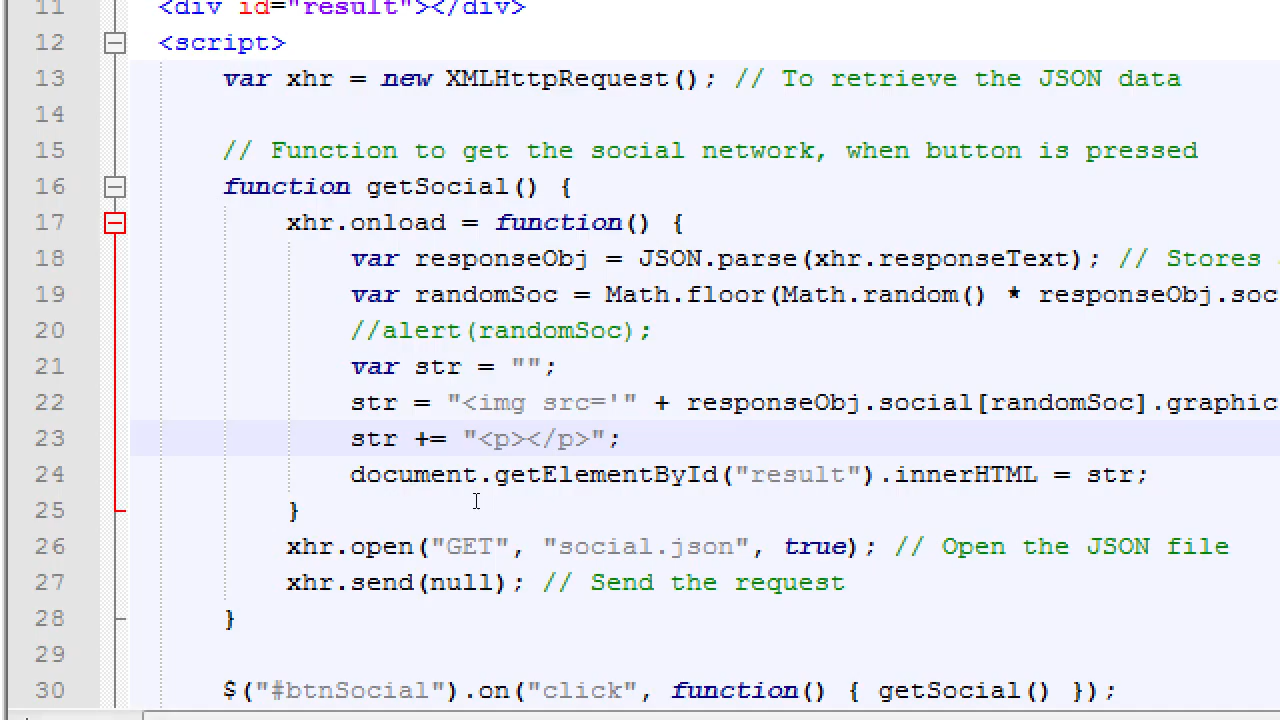 11 <div id="result"></div>
12 <script>
13 var xhr = new XMLHttpRequest(); // To retrieve the JSON data
14
15 // Function to get the social network, when button is pressed
16 function getSocial() {
17 xhr.onload = function() {
18 var responseObj = JSON.parse(xhr.responseText); // Stores
19 var randomSoc = Math.floor(Math.random() * responseObj.soc
20 //alert(randomSoc);
21 var str = "";
22 str = "<img src='" + responseObj.social[randomSoc].graphic
23 str += "<p></p>";
24 document.getElementById("result").innerHTML = str;
25 }
26 xhr.open("GET", "social.json", true); // Open the JSON file
27 xhr.send(null); // Send the request
28 }
29
30 $("#btnSocial").on("click", function() { getSocial() });